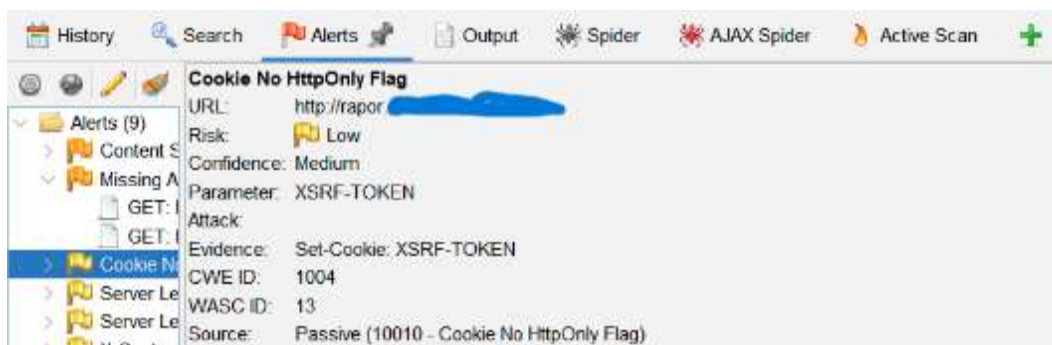 History Search Alerts Output Spider AJAX Spider Active Scan
Cookie No HttpOnly Flag
URL: http://rapor
Risk: Low
Confidence: Medium
Parameter: XSRF-TOKEN
Attack:
Evidence: Set-Cookie: XSRF-TOKEN
CWE ID: 1004
WASC ID: 13
Source: Passive (10010 - Cookie No HttpOnly Flag)
Alerts (9)
Content S
Missing A
GET:
GET:
Cookie N
Server Le
Server Le